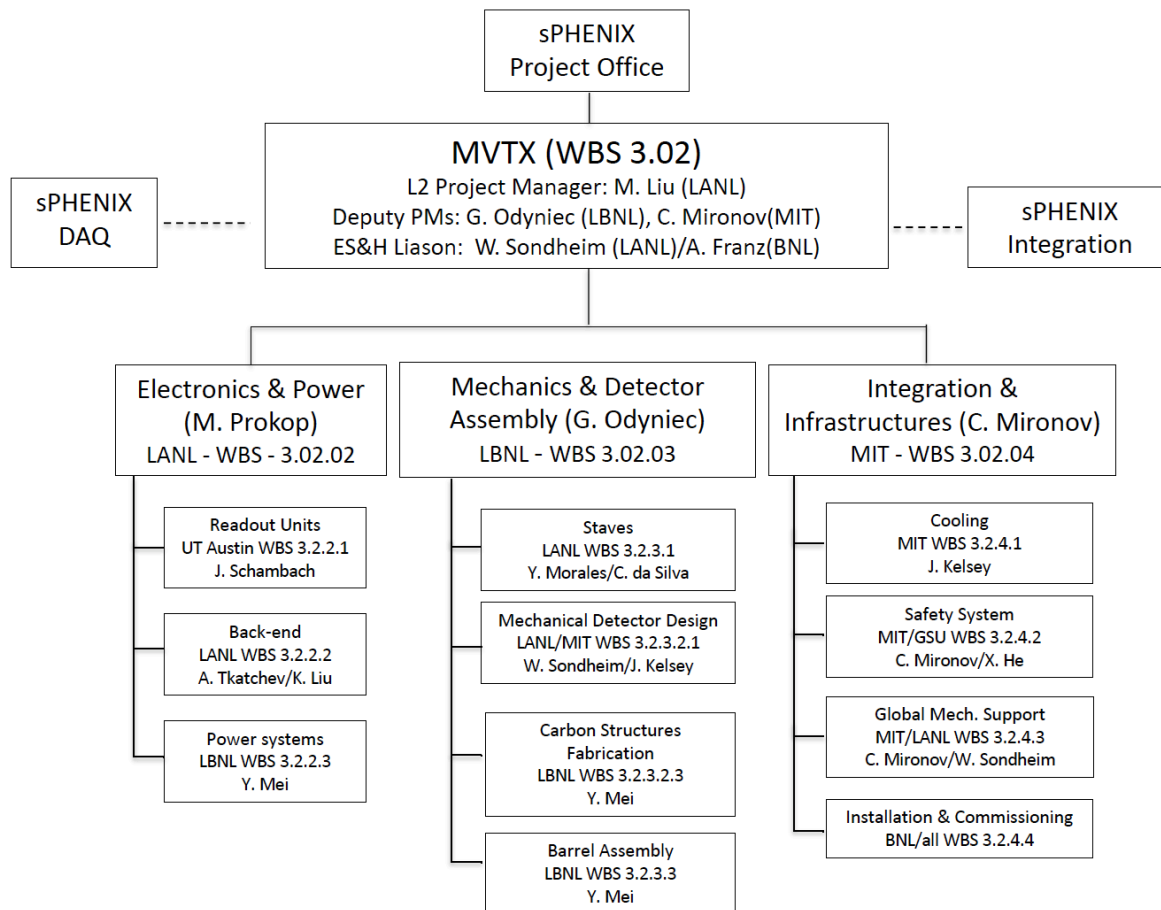 sPHENIX
Project Office
MVTX (WBS 3.02)
L2 Project Manager: M. Liu (LANL)
Deputy PMs: G. Odyniec (LBNL), C. Mironov(MIT)
ES&H Liason:  W. Sondheim (LANL)/A. Franz(BNL)
sPHENIX
DAQ
sPHENIX
Integration
Electronics & Power
(M. Prokop)
LANL - WBS - 3.02.02
Readout Units
UT Austin WBS 3.2.2.1
J. Schambach
Back-end
LANL WBS 3.2.2.2
A. Tkatchev/K. Liu
Power systems
LBNL WBS 3.2.2.3
Y. Mei
Mechanics & Detector
Assembly (G. Odyniec)
LBNL - WBS 3.02.03
Staves
LANL WBS 3.2.3.1
Y. Morales/C. da Silva
Mechanical Detector Design
LANL/MIT WBS 3.2.3.2.1
W. Sondheim/J. Kelsey
Carbon Structures
Fabrication
LBNL WBS 3.2.3.2.3
Y. Mei
Barrel Assembly
LBNL WBS 3.2.3.3
Y. Mei
Integration &
Infrastructures (C. Mironov)
MIT - WBS 3.02.04
Cooling
MIT WBS 3.2.4.1
J. Kelsey
Safety System
MIT/GSU WBS 3.2.4.2
C. Mironov/X. He
Global Mech. Support
MIT/LANL WBS 3.2.4.3
C. Mironov/W. Sondheim
Installation & Commissioning
BNL/all WBS 3.2.4.4